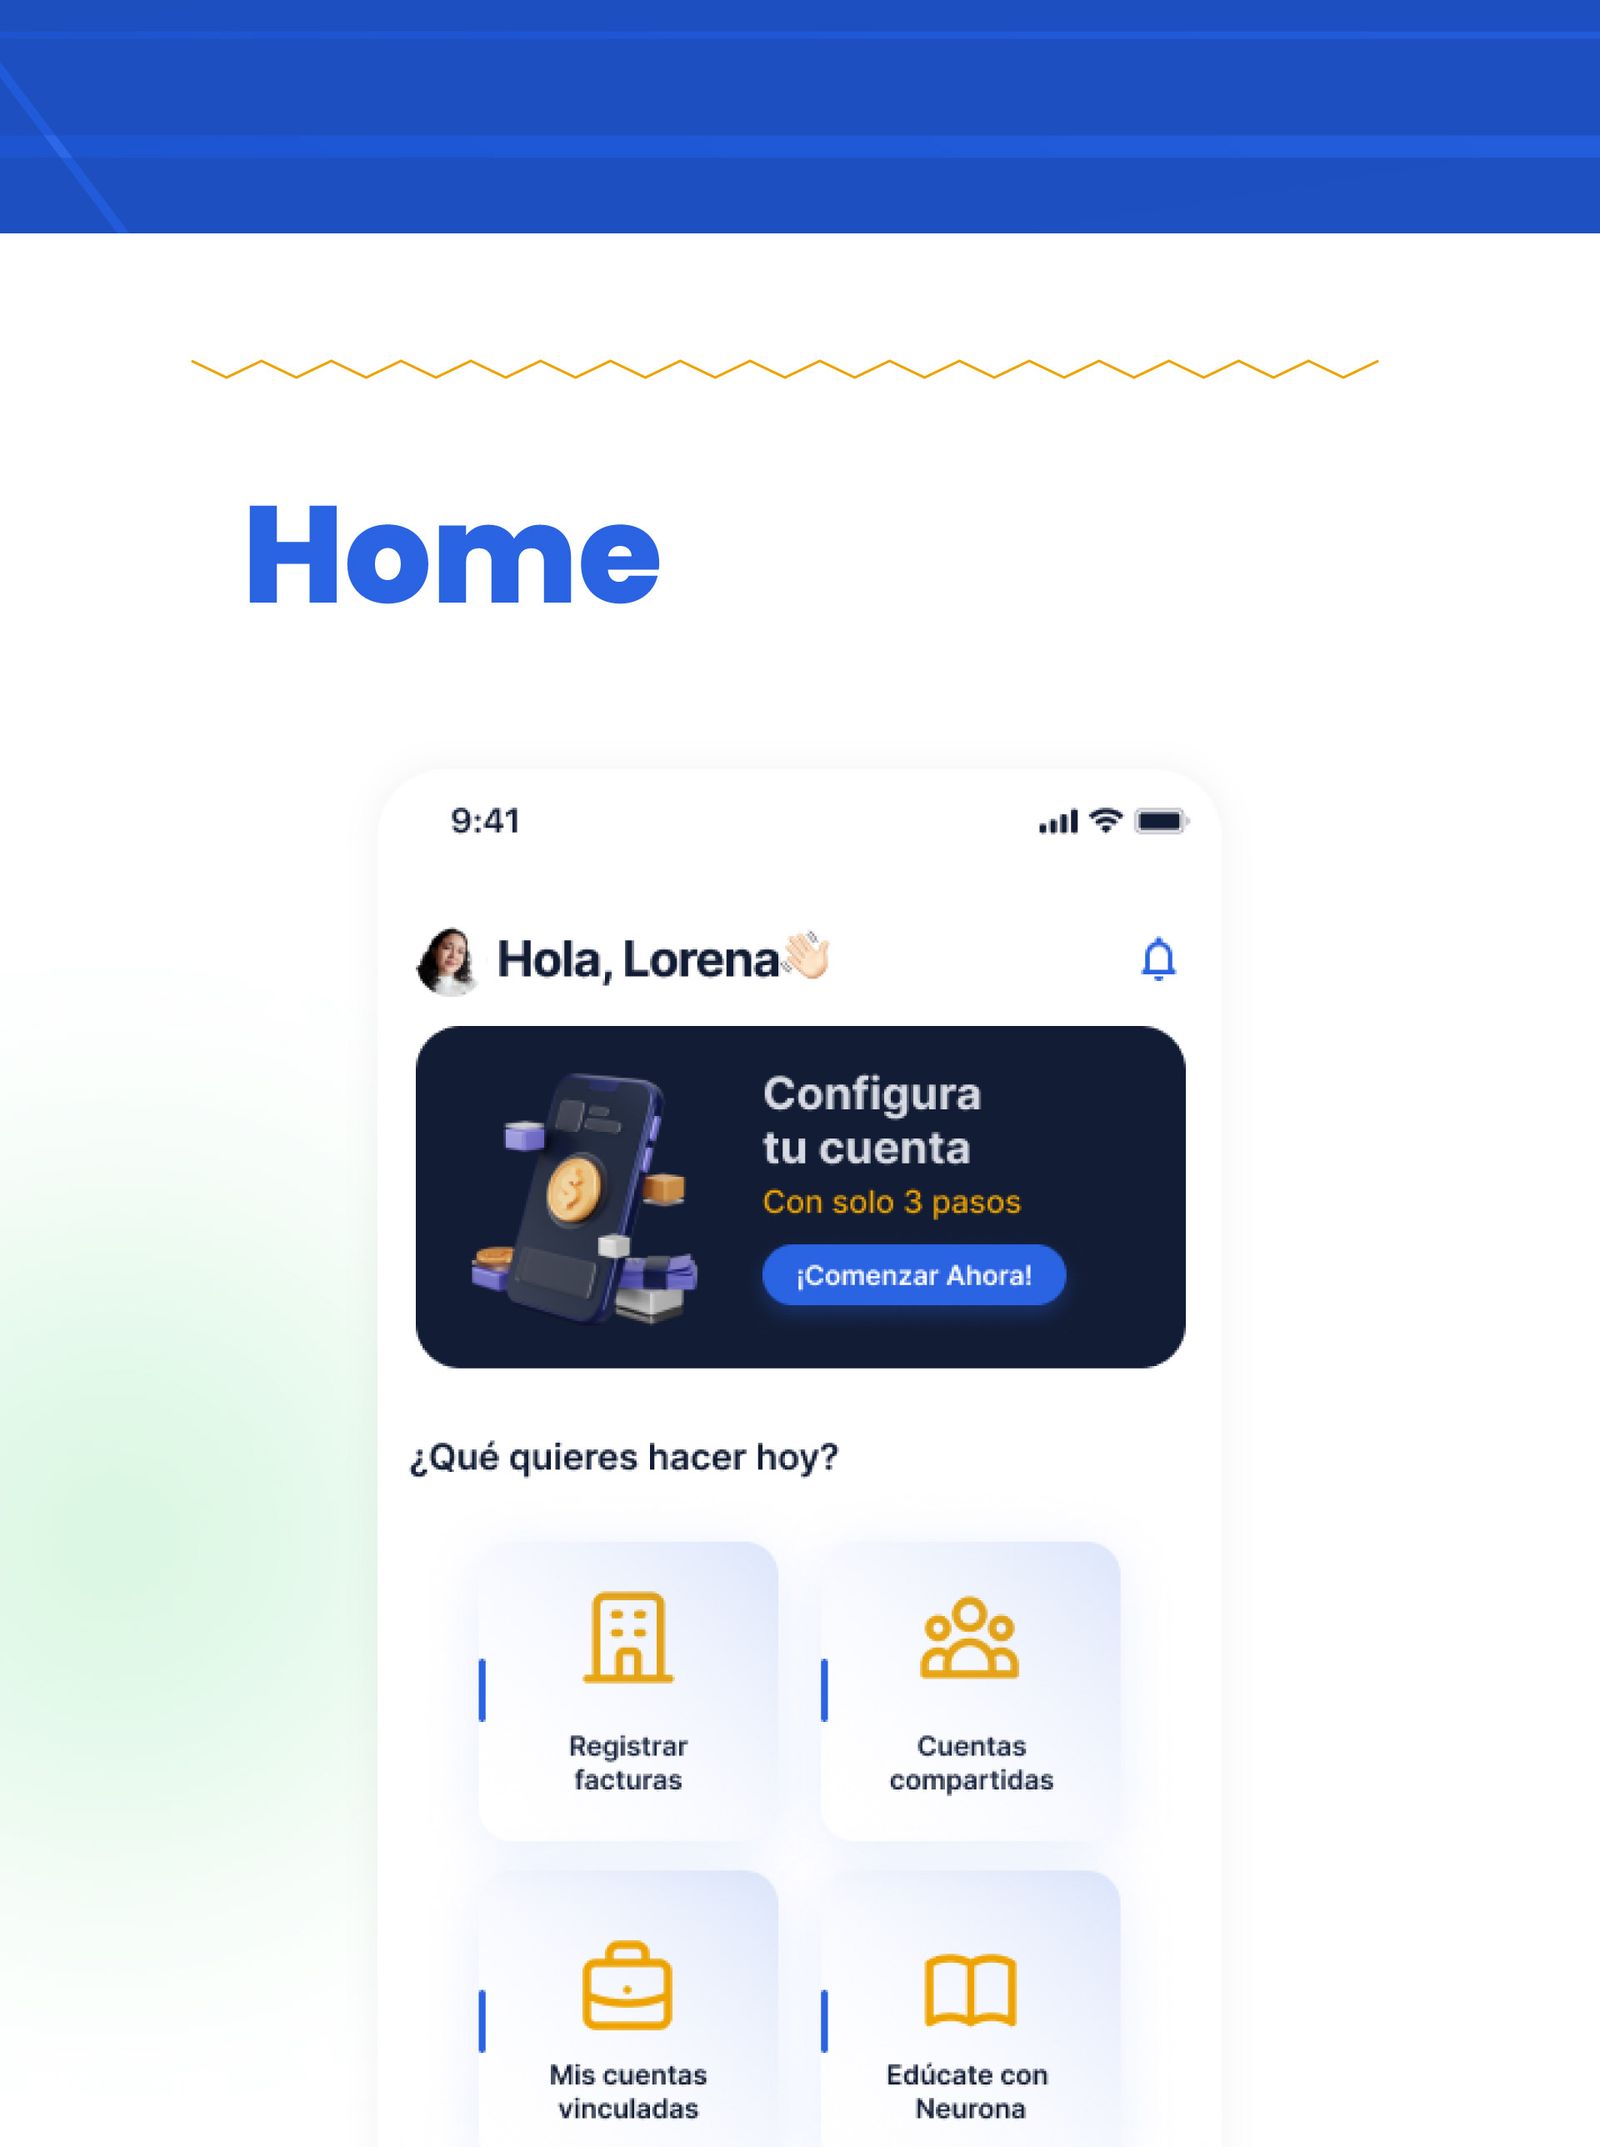 Home
9:41
Hola, Lorena👋🏻
Configura
tu cuenta
Con solo 3 pasos
¡Comenzar Ahora!
¿Qué quieres hacer hoy?
Registrar
facturas
Cuentas
compartidas
Mis cuentas
vinculadas
Edúcate con
Neurona